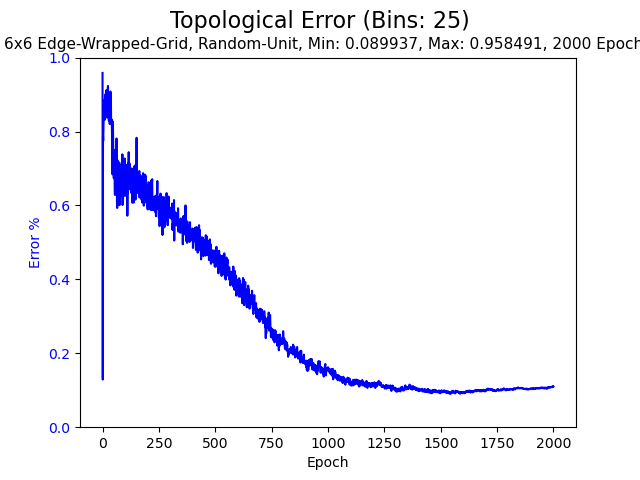 Topological Error (Bins: 25)
6x6 Edge-Wrapped-Grid, Random-Unit, Min: 0.089937, Max: 0.958491, 2000 Epoch
1.0
0.8
0.6
0.4
0.2
0.0
Error %
0 250 500 750 1000 1250 1500 1750 2000
Epoch